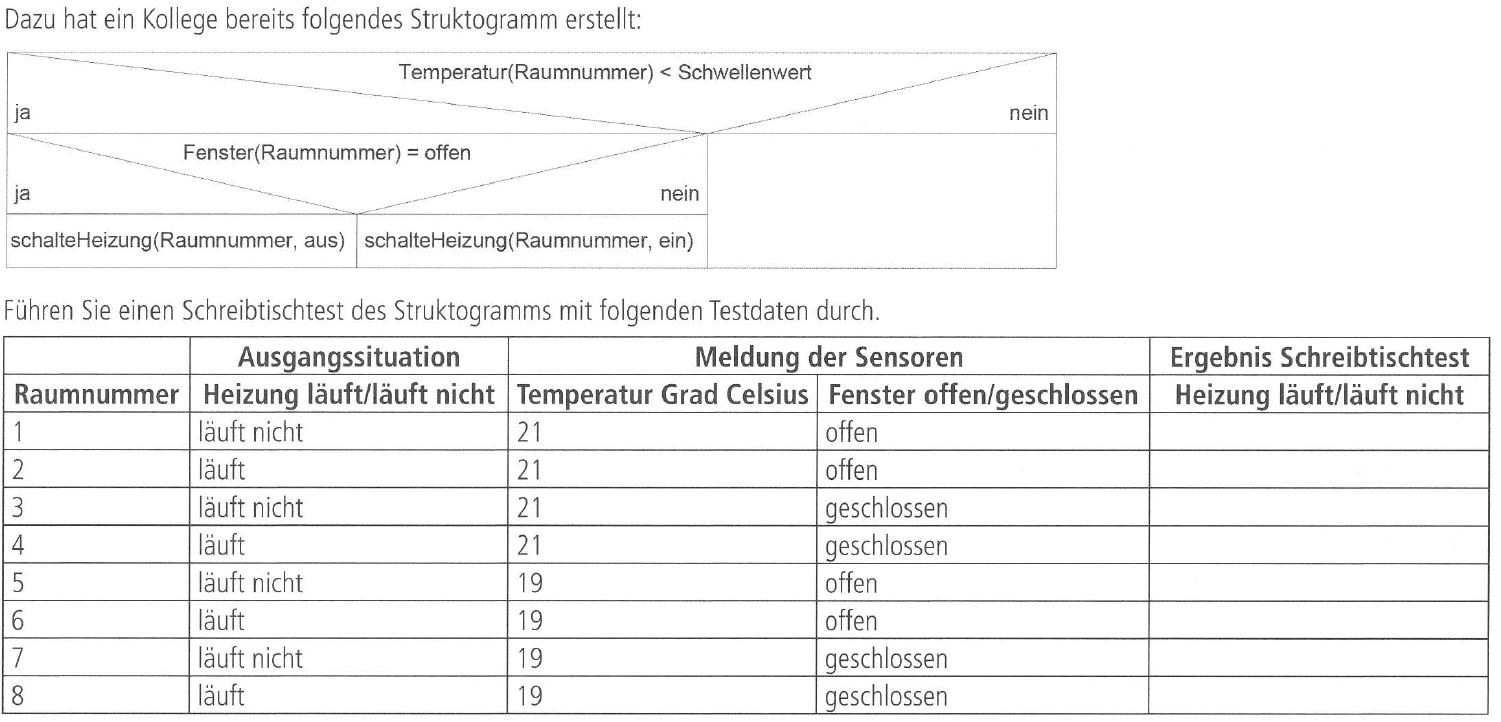 Dazu hat ein Kollege bereits folgendes Struktogramm erstellt:
Temperatur(Raumnummer) < Schwellenwert
ja nein
Fenster(Raumnummer) = offen
ja nein
schalteHeizung(Raumnummer, aus) schalteHeizung(Raumnummer, ein)
Führen Sie einen Schreibtischtest des Struktogramms mit folgenden Testdaten durch.
Ausgangssituation Meldung der Sensoren Ergebnis Schreibtischtest
Raumnummer Heizung läuft/läuft nicht Temperatur Grad Celsius Fenster offen/geschlossen Heizung läuft/läuft nicht
1 läuft nicht 21 offen
2 läuft 21 offen
3 läuft nicht 21 geschlossen
4 läuft 21 geschlossen
5 läuft nicht 19 offen
6 läuft 19 offen
7 läuft nicht 19 geschlossen
8 läuft 19 geschlossen